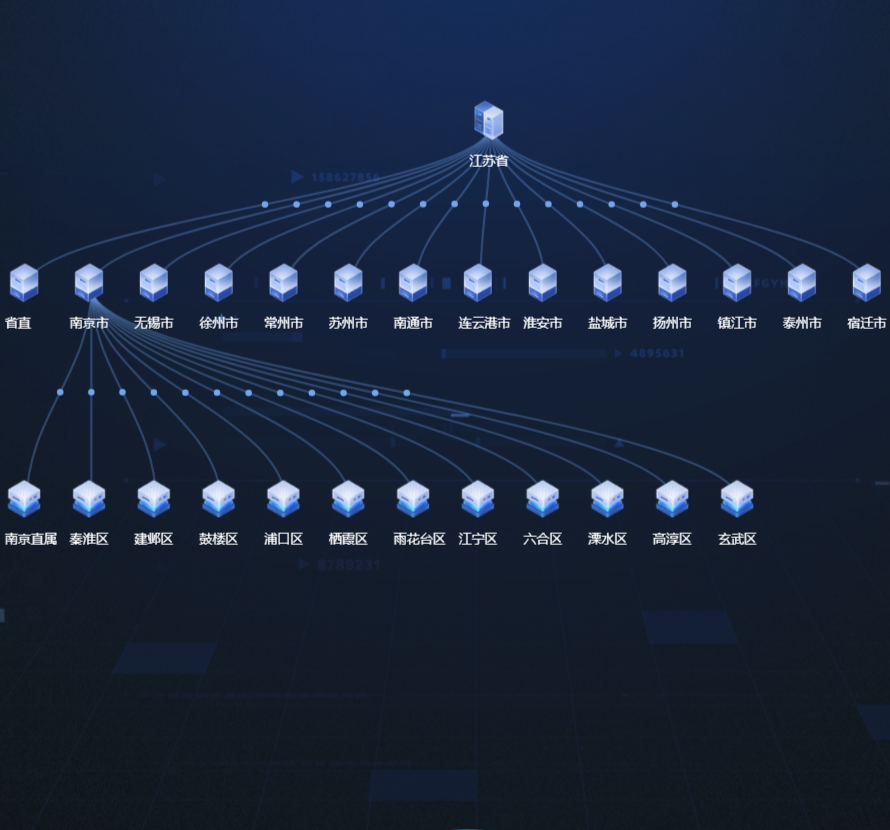 江苏省
158627856
省直
南京市
无锡市
徐州市
常州市
苏州市
南通市
连云港市
淮安市
盐城市
扬州市
镇江市
泰州市
宿迁市
4895631
南京直属
秦淮区
建邺区
鼓楼区
浦口区
栖霞区
雨花台区
江宁区
六合区
溧水区
高淳区
玄武区
8789231